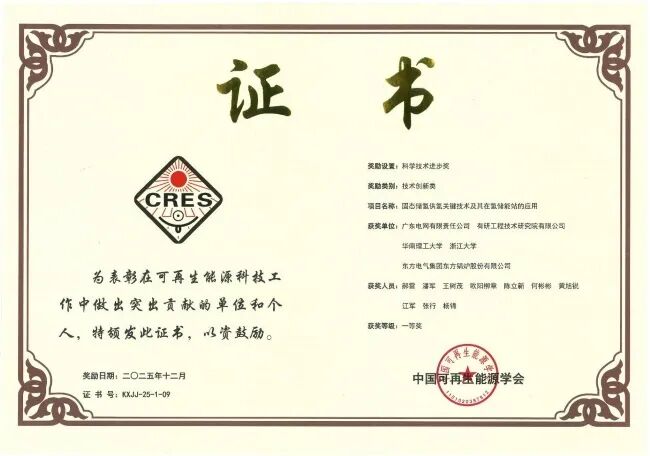 证 书
CRES
为表彰在可再生能源科技工
作中做出突出贡献的单位和个
人，特颁发此证书，以资鼓励。
奖励日期：二〇二五年十二月
证 书 号：KXJJ-25-1-09
奖励设置：科学技术进步奖
奖励类别：技术创新类
项目名称：固态储氢供氢关键技术及其在氢储能站的应用
获奖单位：广东电网有限责任公司 有研工程技术研究院有限公司
华南理工大学 浙江大学
东方电气集团东方锅炉股份有限公司
获奖人员：郝雷 潘军 王树茂 欧阳柳章 陈立新 何彬彬 黄旭锐
江军 张行 杨锦
获奖等级：一等奖
中国可再生能源学会